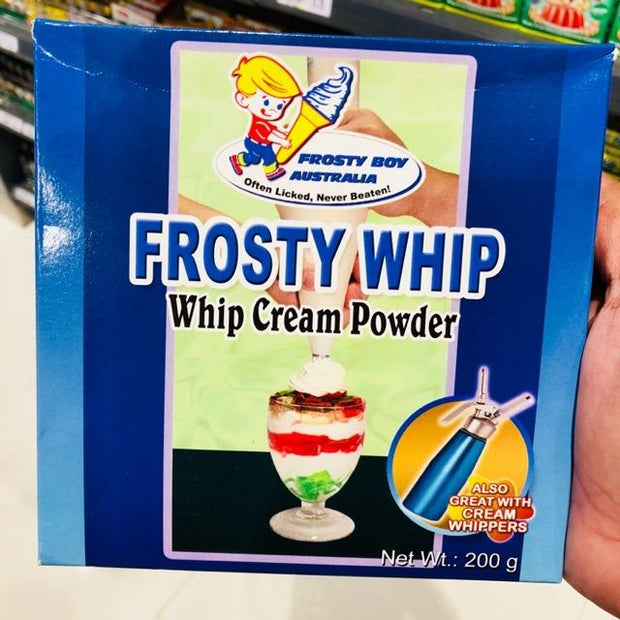 FROSTY BOY
AUSTRALIA
Often Licked, Never Beaten!
FROSTY WHIP
Whip Cream Powder
ALSO
GREAT WITH
CREAM
WHIPPERS
Net Wt.: 200 g